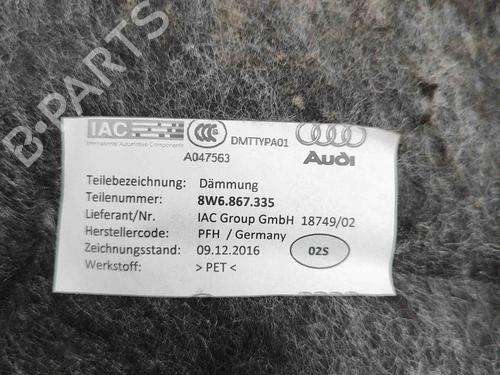 B-PARTS
IAC
International Automotive Components
CCC
DMTTYPA01
A047563
Audi
Teilebezeichnung: Dämmung
Teilenummer: 8W6.867.335
Lieferant/Nr. IAC Group GmbH 18749/02
Herstellercode: PFH / Germany
Zeichnungsstand: 09.12.2016 02S
Werkstoff: > PET <